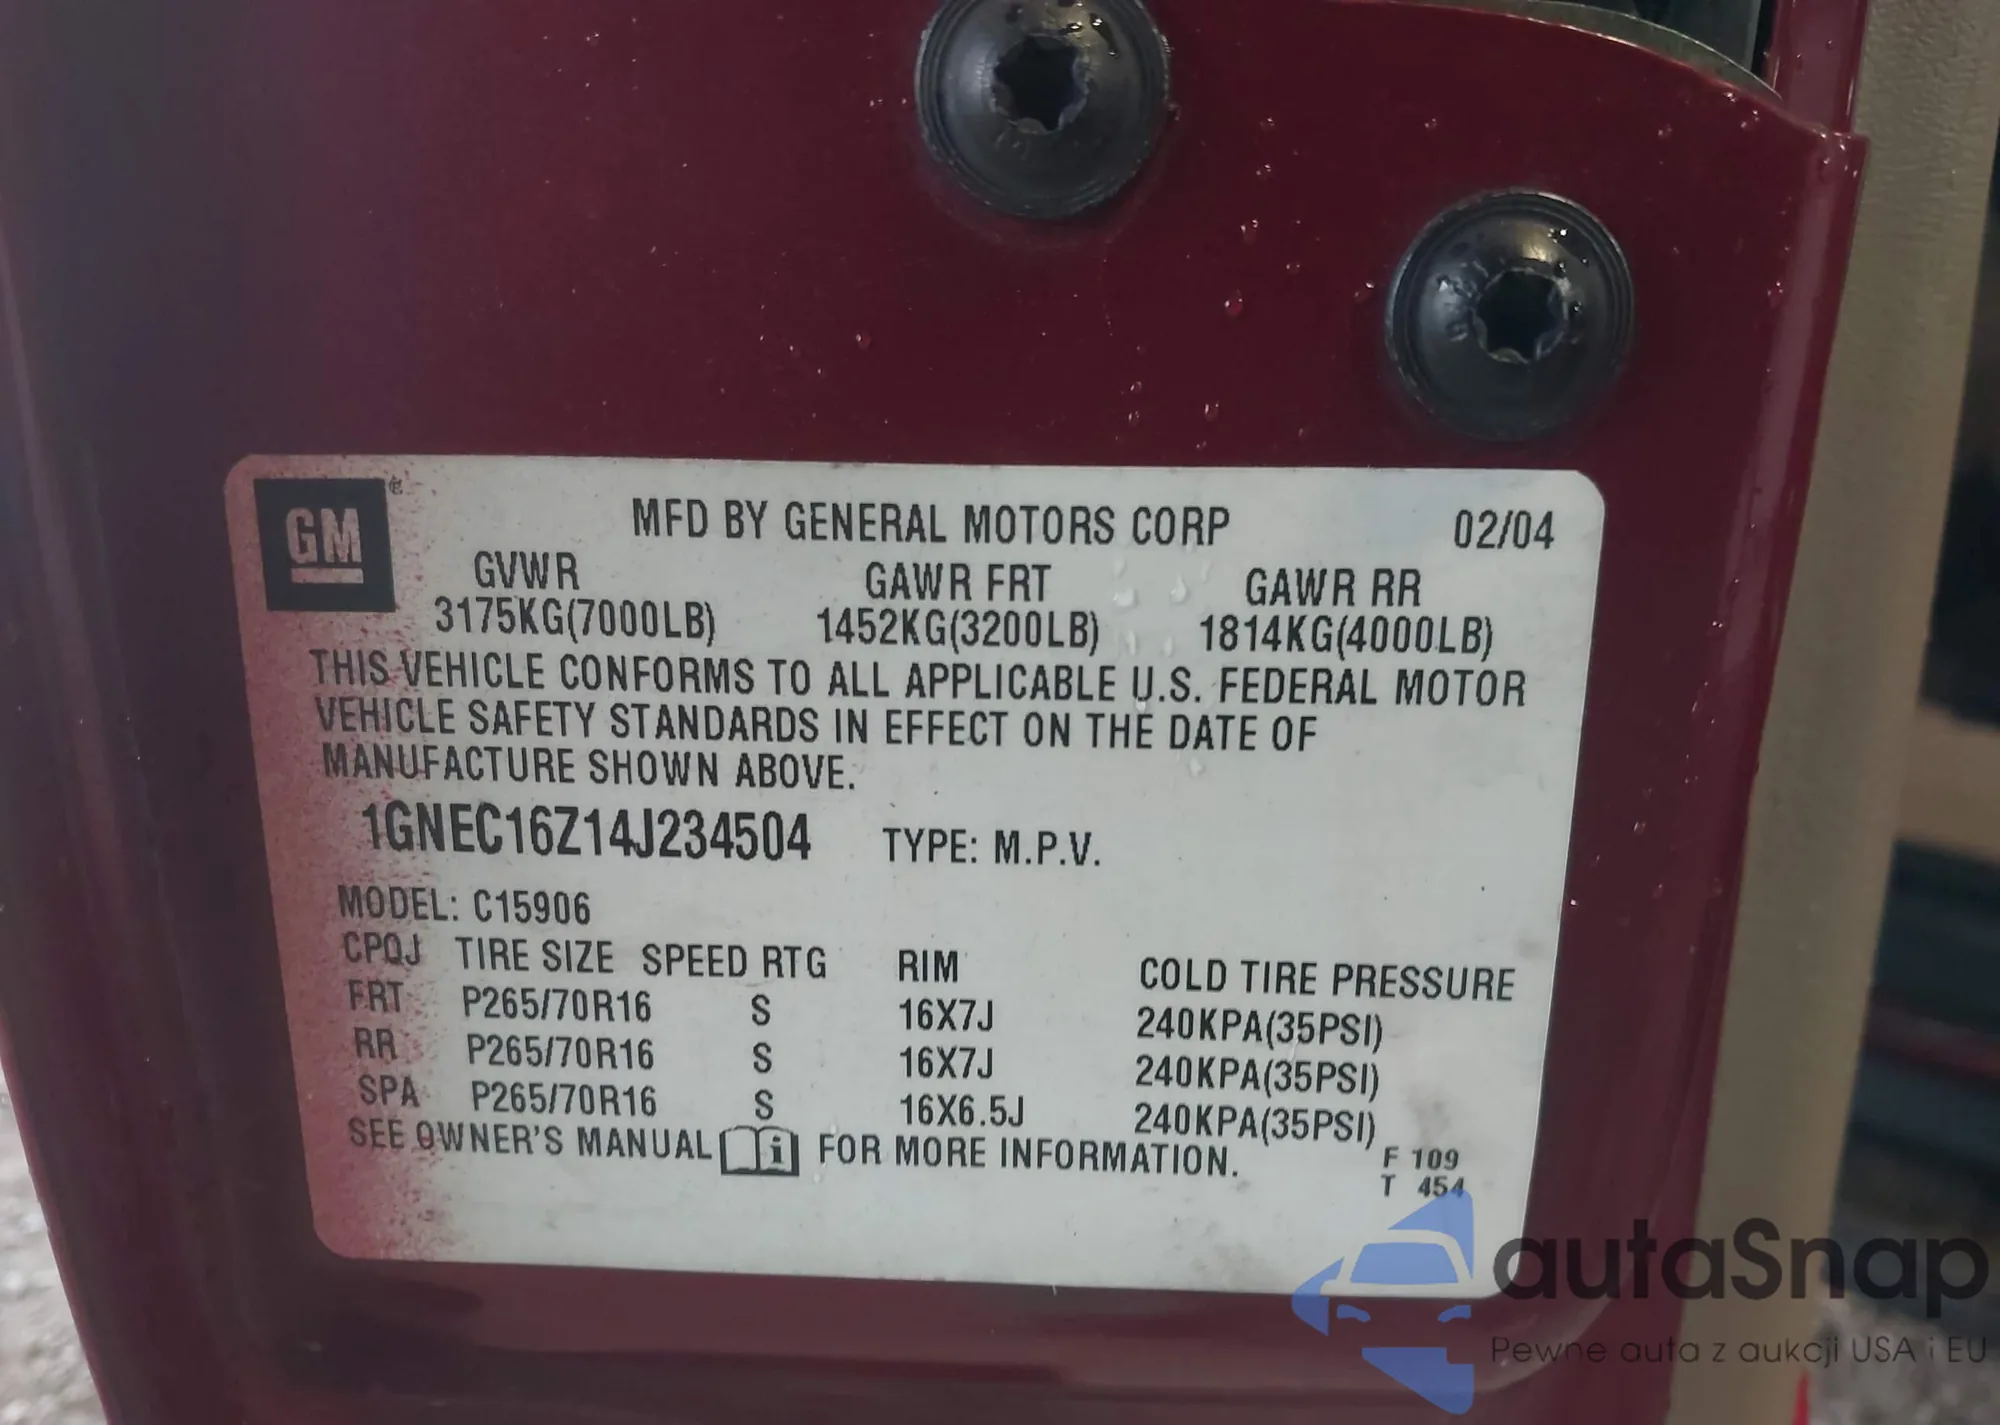 GM
MFD BY GENERAL MOTORS CORP 02/04
GVWR GAWR FRT GAWR RR
3175KG(7000LB) 1452KG(3200LB) 1814KG(4000LB)
THIS VEHICLE CONFORMS TO ALL APPLICABLE U.S. FEDERAL MOTOR
VEHICLE SAFETY STANDARDS IN EFFECT ON THE DATE OF
MANUFACTURE SHOWN ABOVE.
1GNEC16Z14J234504 TYPE: M.P.V.
MODEL: C15906
CPQJ TIRE SIZE SPEED RTG RIM COLD TIRE PRESSURE
FRT P265/70R16 S 16X7J 240KPA(35PSI)
RR P265/70R16 S 16X7J 240KPA(35PSI)
SPA P265/70R16 S 16X6.5J 240KPA(35PSI)
SEE OWNER'S MANUAL i FOR MORE INFORMATION.
F 109
T 454
autaSnap
Pewne auta z aukcji USA i EU